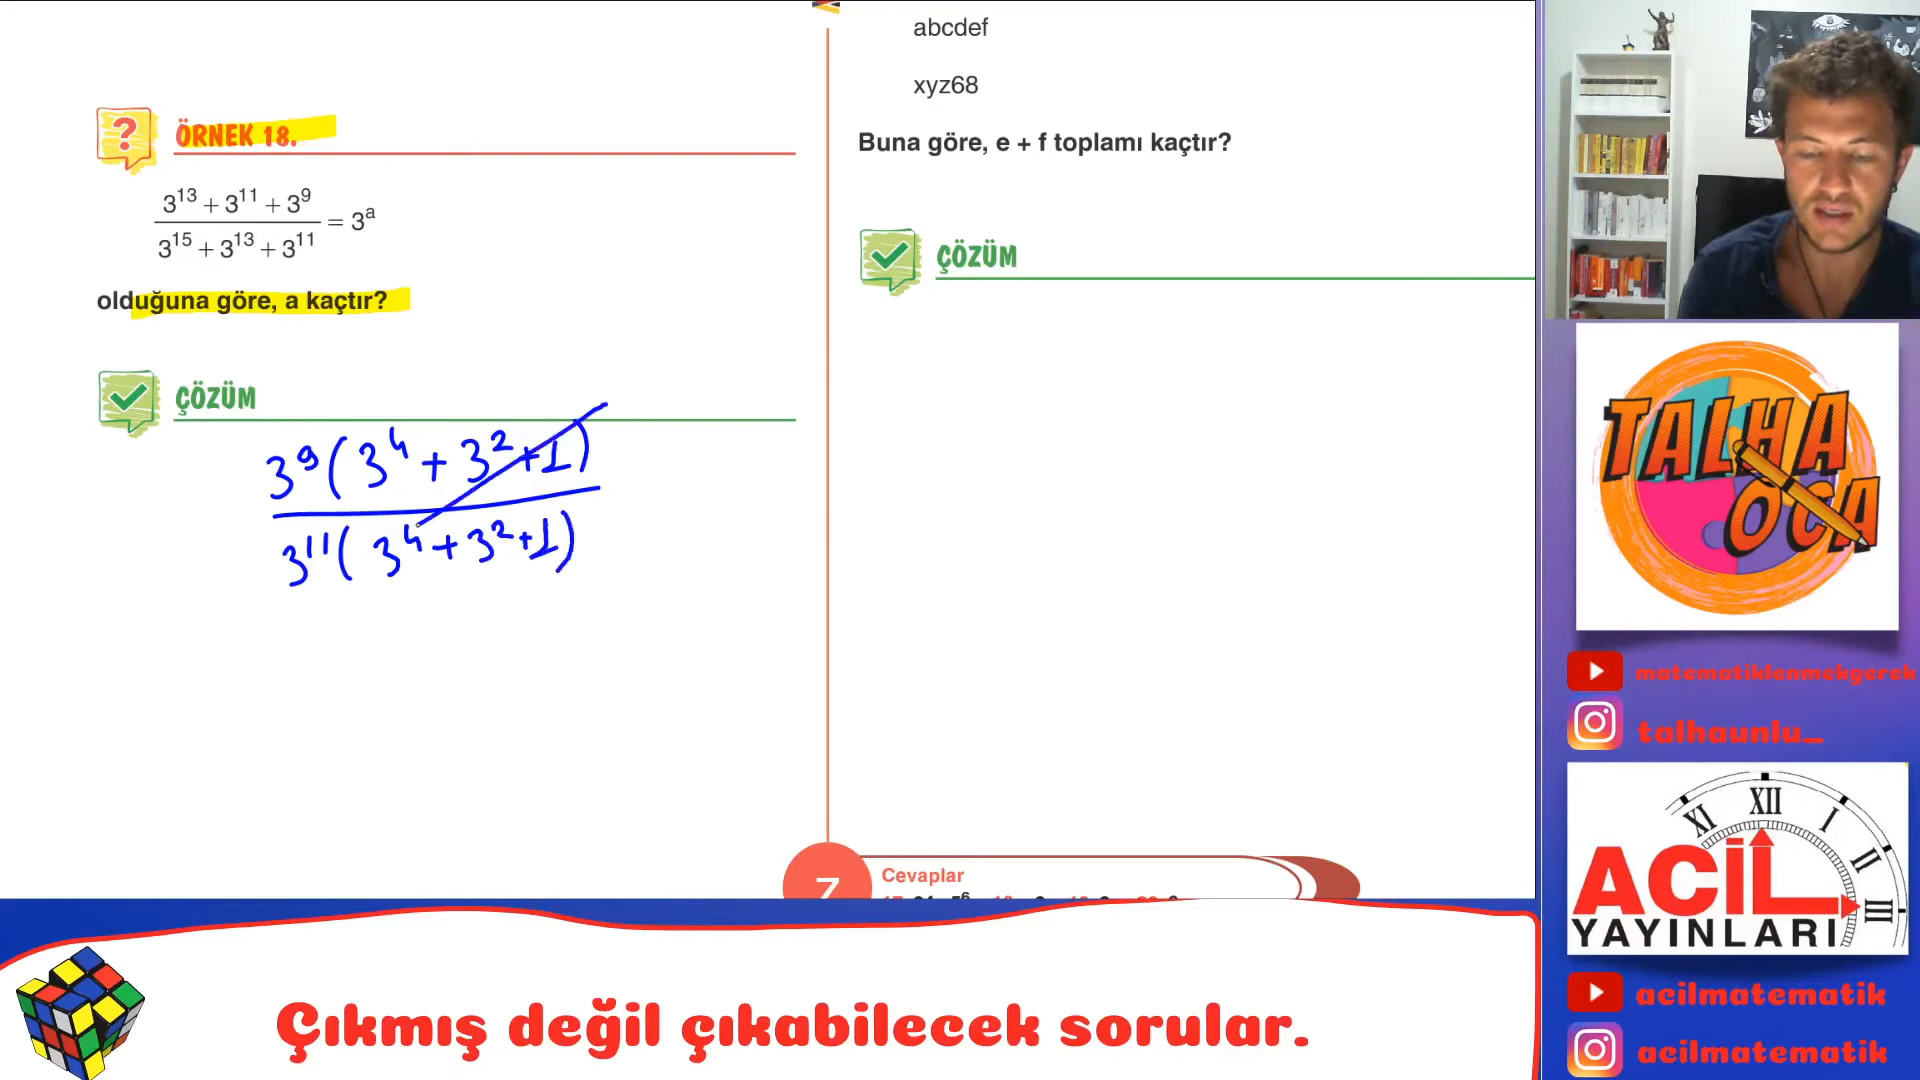 ÖRNEK 18.
3^13 + 3^11 + 3^9
3^15 + 3^13 + 3^11
= 3^a
olduğuna göre, a kaçtır?
ÇÖZÜM
3^9 (3^4 + 3^2 + 1)
3^11 (3^4 + 3^2 + 1)
abcdef
xyz68
Buna göre, e + f toplamı kaçtır?
ÇÖZÜM
7
Cevaplar
TALHA
OCA
matematiklenmekgerek
talhaunlu_
XI XII I II III
ACİL
YAYINLARI
acilmatematik
acilmatematik
Çıkmış değil çıkabilecek sorular.